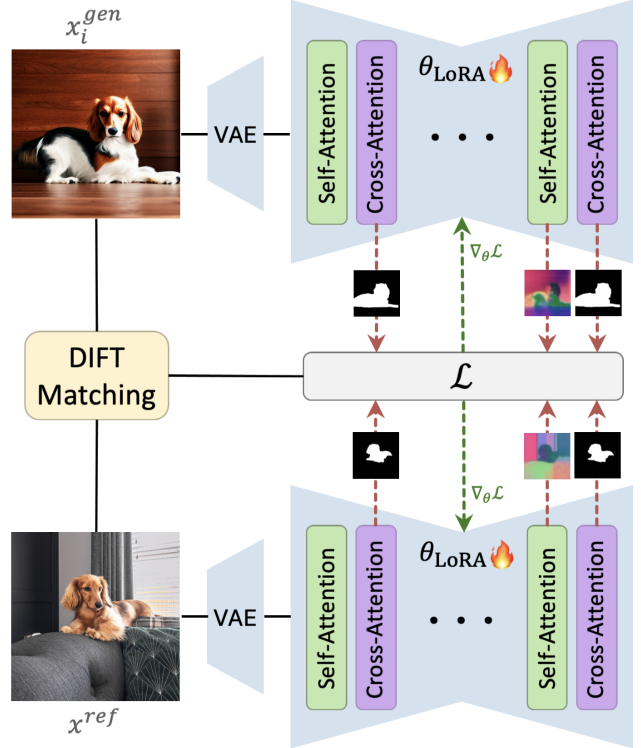 x_i^{gen}
VAE
Self-Attention
Cross-Attention
θ_LoRA
• • •
Self-Attention
Cross-Attention
∇_θ ℒ
DIFT
Matching
ℒ
∇_θ ℒ
x^{ref}
VAE
Self-Attention
Cross-Attention
θ_LoRA
• • •
Self-Attention
Cross-Attention